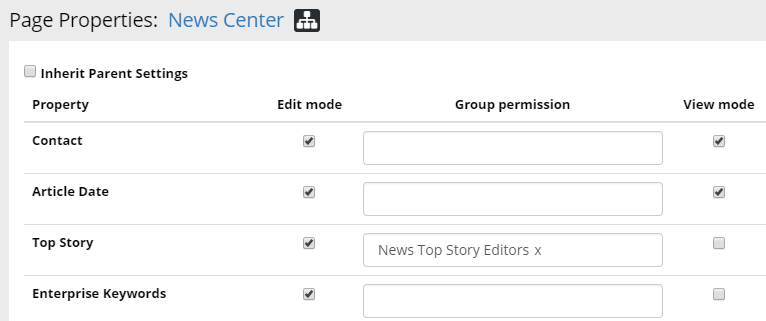 Page Properties: News Center
Inherit Parent Settings
Property Edit mode Group permission View mode
Contact
Article Date
Top Story News Top Story Editors x
Enterprise Keywords